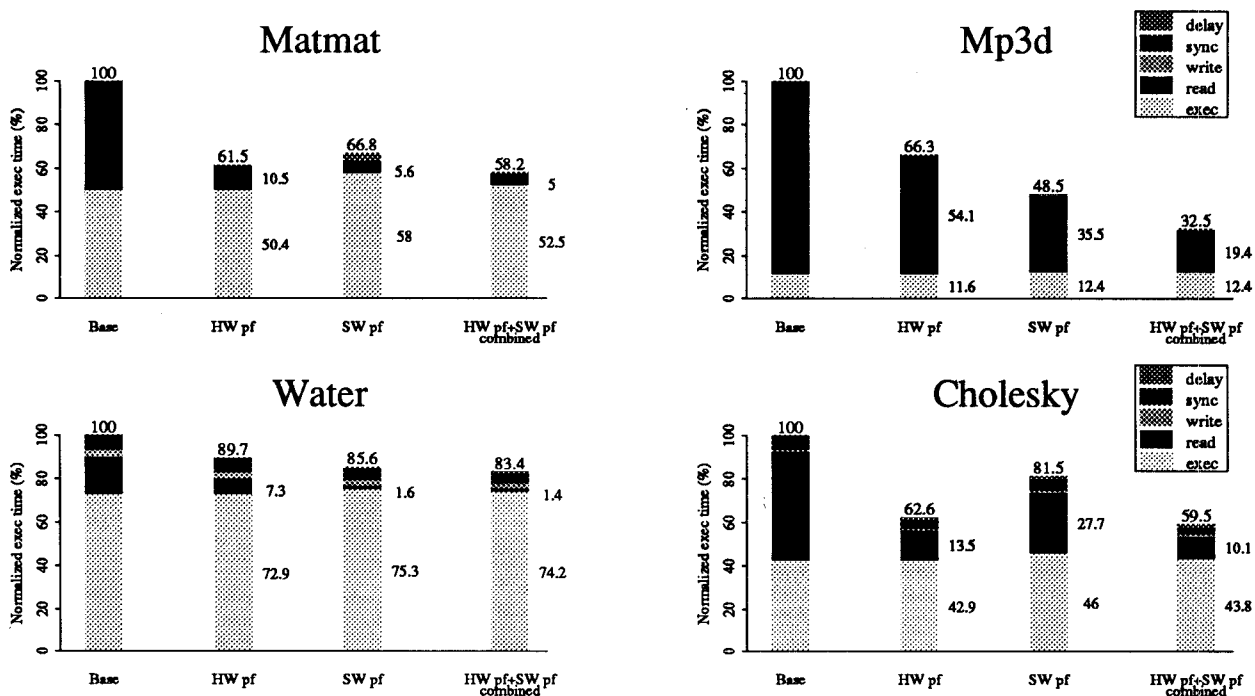 Matmat
Normalized exec time (%)
100
80
60
40
20
0
100
61.5
10.5
50.4
66.8
5.6
58
58.2
5
52.5
Base
HW pf
SW pf
HW pf+SW pf
combined
Mp3d
delay
sync
write
read
exec
Normalized exec time (%)
100
80
60
40
20
0
100
66.3
54.1
11.6
48.5
35.5
12.4
32.5
19.4
12.4
Base
HW pf
SW pf
HW pf+SW pf
combined
Water
Normalized exec time (%)
100
80
60
40
20
0
100
89.7
7.3
72.9
85.6
1.6
75.3
83.4
1.4
74.2
Base
HW pf
SW pf
HW pf+SW pf
combined
Cholesky
delay
sync
write
read
exec
Normalized exec time (%)
100
80
60
40
20
0
100
62.6
13.5
42.9
81.5
27.7
46
59.5
10.1
43.8
Base
HW pf
SW pf
HW pf+SW pf
combined